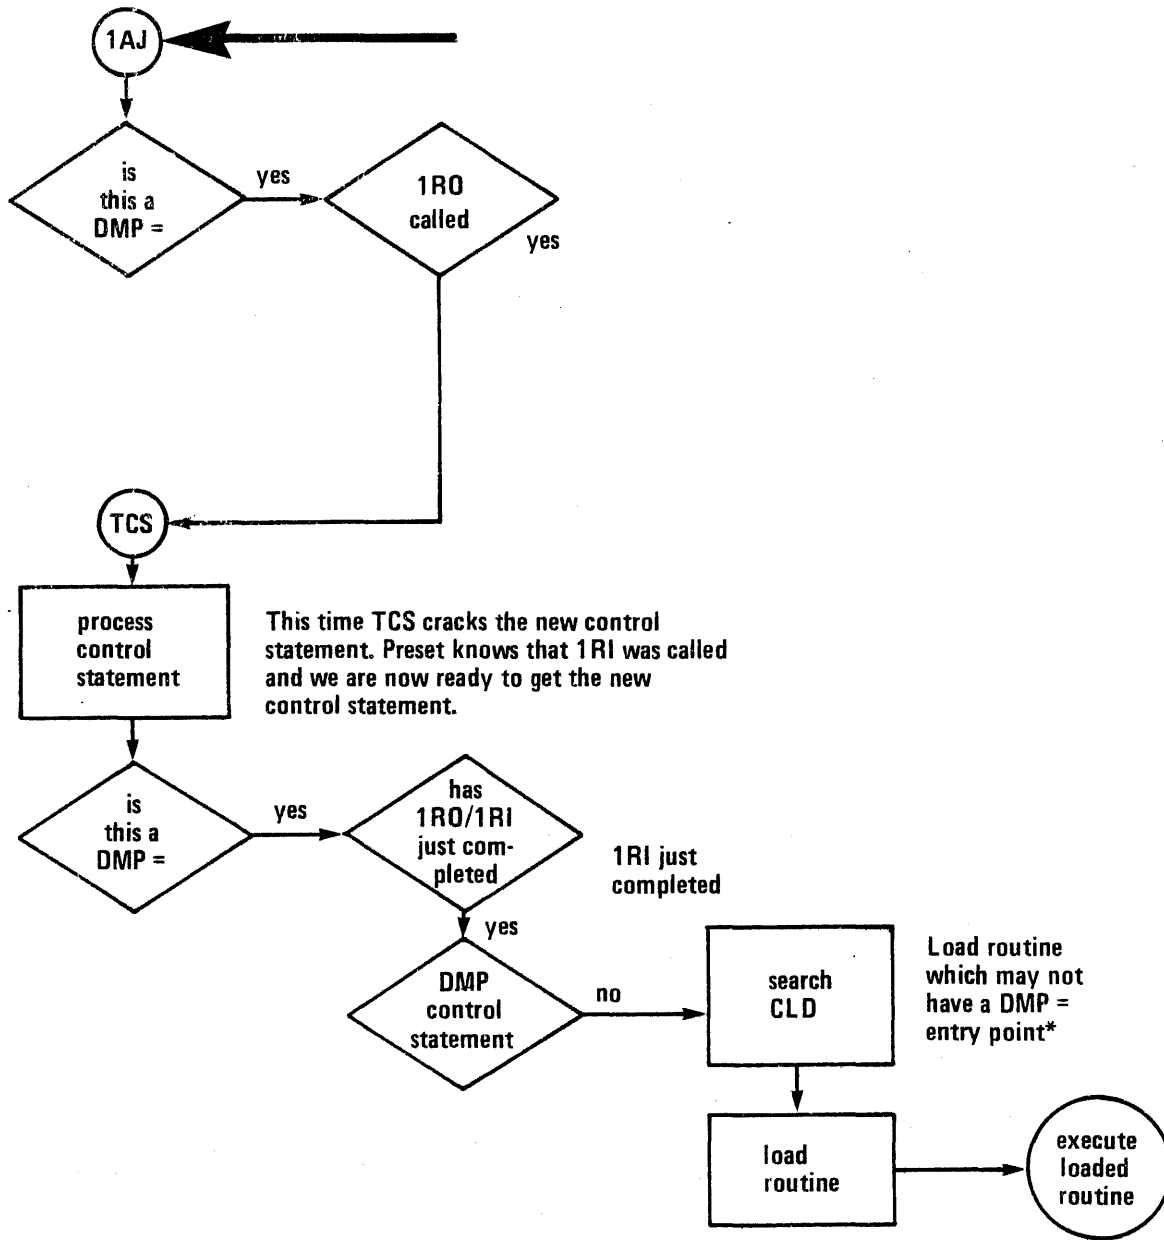 1AJ
is
this a
DMP =
yes
1RO
called
yes
TCS
process
control
statement
This time TCS cracks the new control
statement. Preset knows that 1RI was called
and we are now ready to get the new
control statement.
is
this a
DMP =
yes
has
1RO/1RI
just com-
pleted
1RI just
completed
yes
DMP
control
statement
no
search
CLD
Load routine
which may not
have a DMP =
entry point*
load
routine
execute
loaded
routine